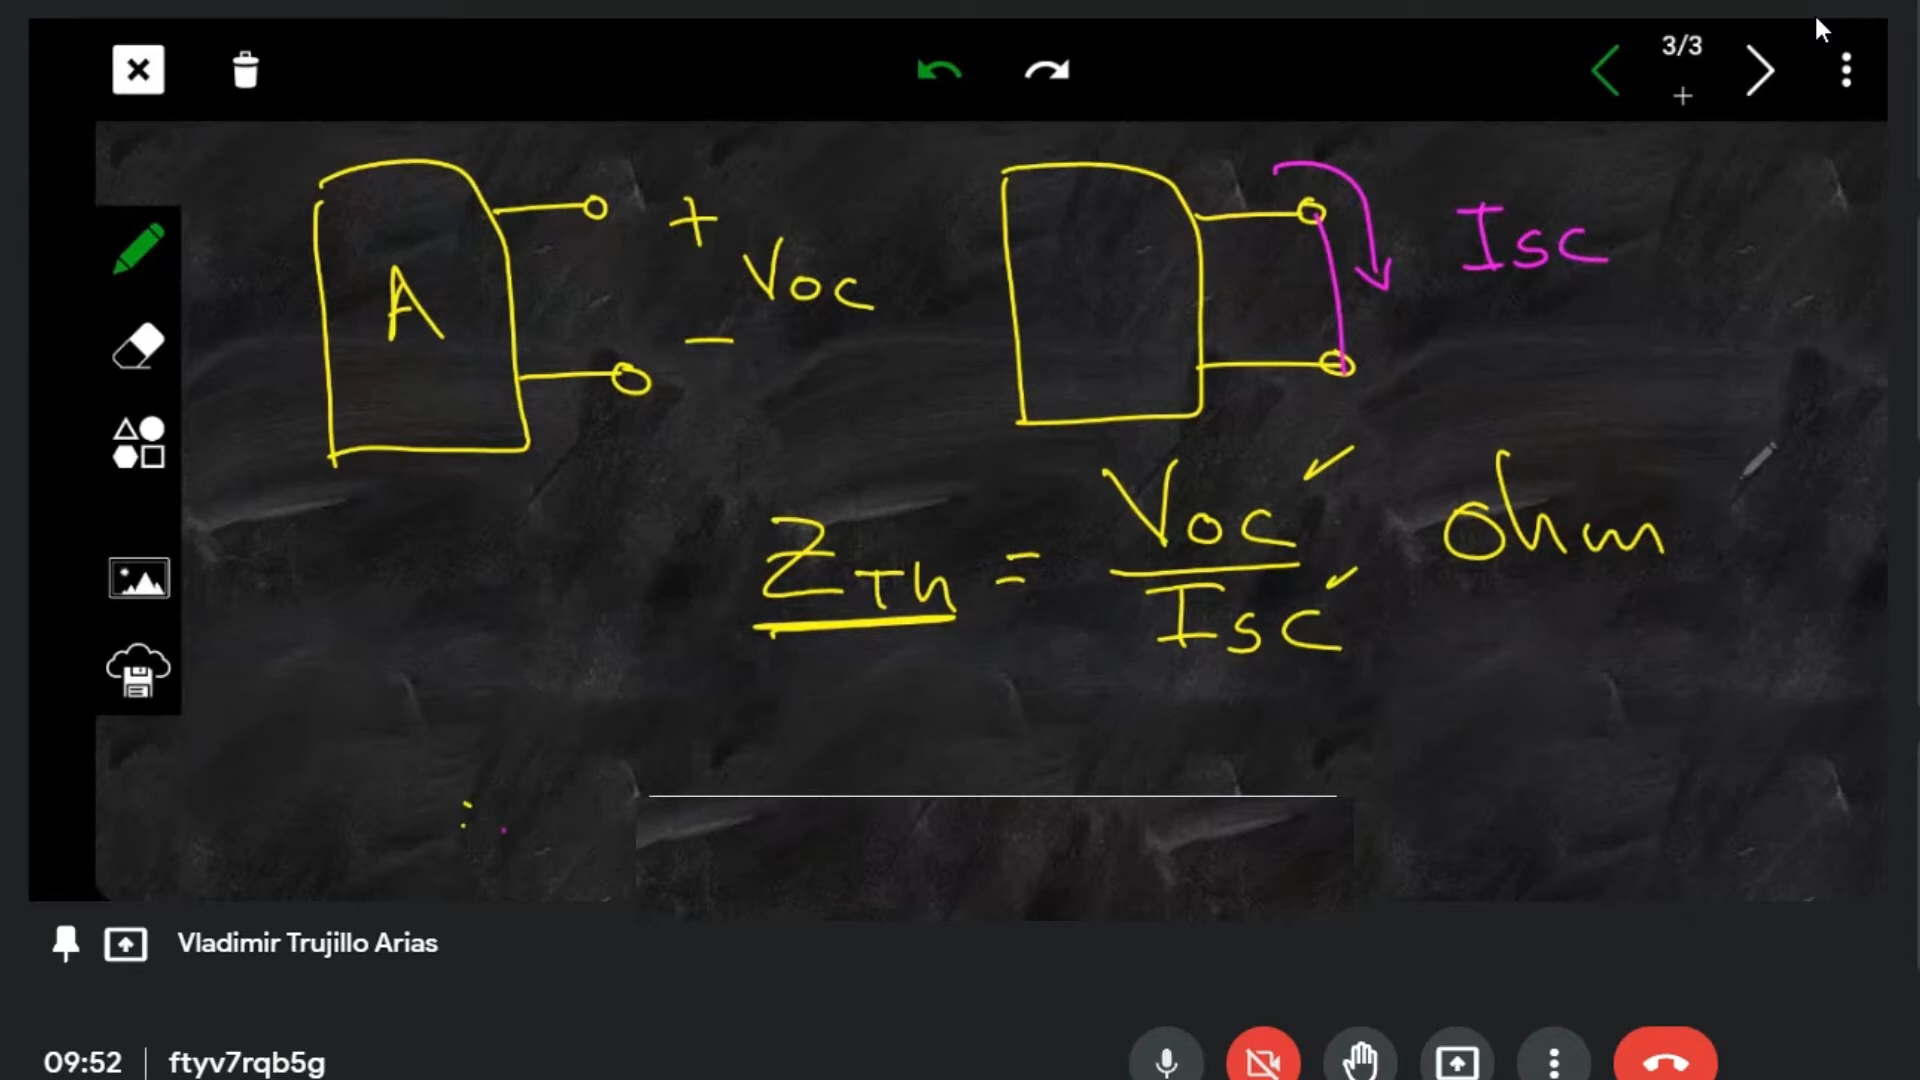 3/3
+
A
+
Voc
−
Isc
ZTh = Voc / Isc ohm
Vladimir Trujillo Arias
09:52 | ftyv7rqb5g